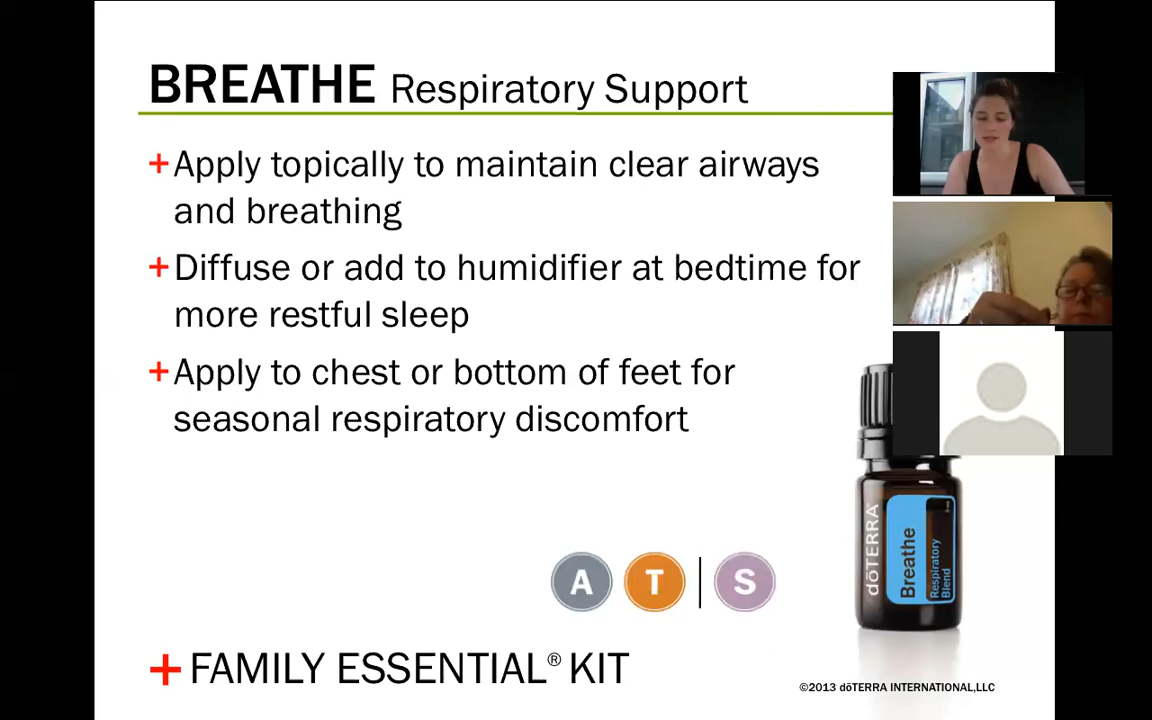 BREATHE Respiratory Support
+Apply topically to maintain clear airways
and breathing
+Diffuse or add to humidifier at bedtime for
more restful sleep
+Apply to chest or bottom of feet for
seasonal respiratory discomfort
A T | S
dōTERRA
Breathe
Respiratory
Blend
+FAMILY ESSENTIAL® KIT
©2013 dōTERRA INTERNATIONAL,LLC